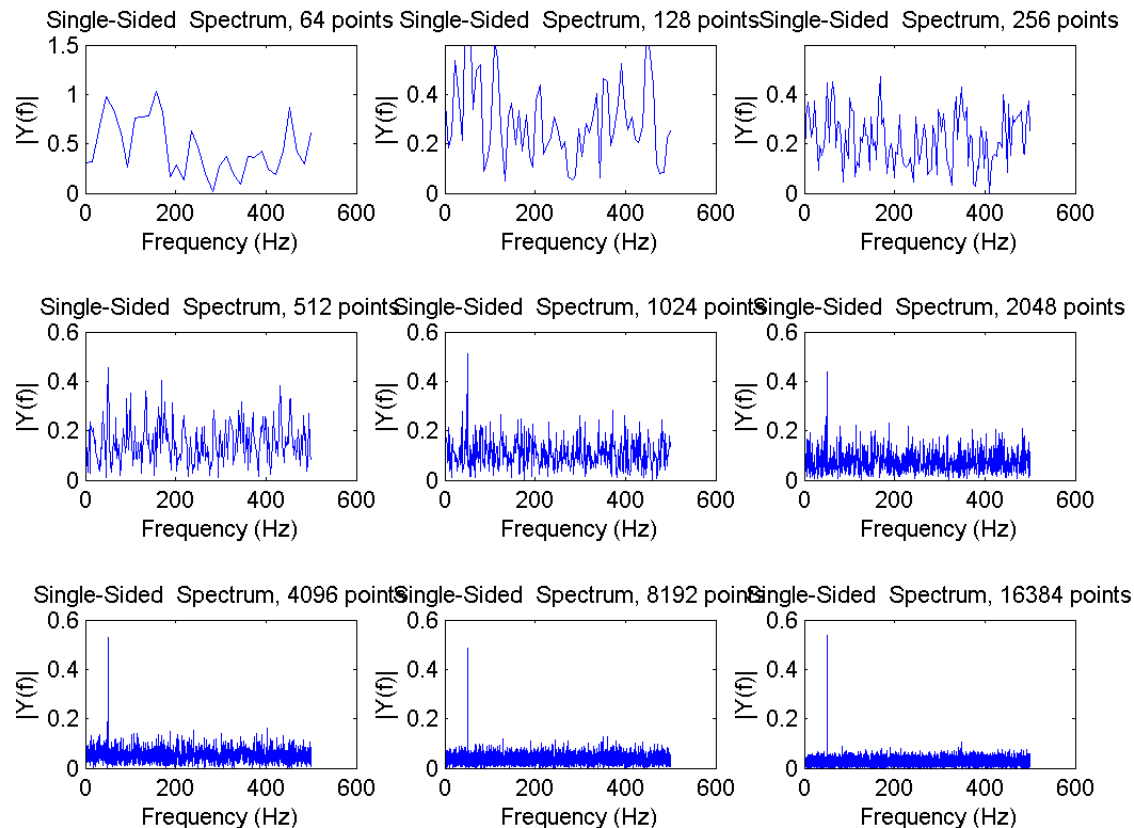 Single-Sided Spectrum, 64 points
1.5
1
0.5
0
|Y(f)|
0 200 400 600
Frequency (Hz)
Single-Sided Spectrum, 128 points
0.4
0.2
0
|Y(f)|
0 200 400 600
Frequency (Hz)
Single-Sided Spectrum, 256 points
0.6
0.4
0.2
0
|Y(f)|
0 200 400 600
Frequency (Hz)
Single-Sided Spectrum, 512 points
0.6
0.4
0.2
0
|Y(f)|
0 200 400 600
Frequency (Hz)
Single-Sided Spectrum, 1024 points
0.6
0.4
0.2
0
|Y(f)|
0 200 400 600
Frequency (Hz)
Single-Sided Spectrum, 2048 points
0.6
0.4
0.2
0
|Y(f)|
0 200 400 600
Frequency (Hz)
Single-Sided Spectrum, 4096 points
0.6
0.4
0.2
0
|Y(f)|
0 200 400 600
Frequency (Hz)
Single-Sided Spectrum, 8192 points
0.6
0.4
0.2
0
|Y(f)|
0 200 400 600
Frequency (Hz)
Single-Sided Spectrum, 16384 points
0.6
0.4
0.2
0
|Y(f)|
0 200 400 600
Frequency (Hz)